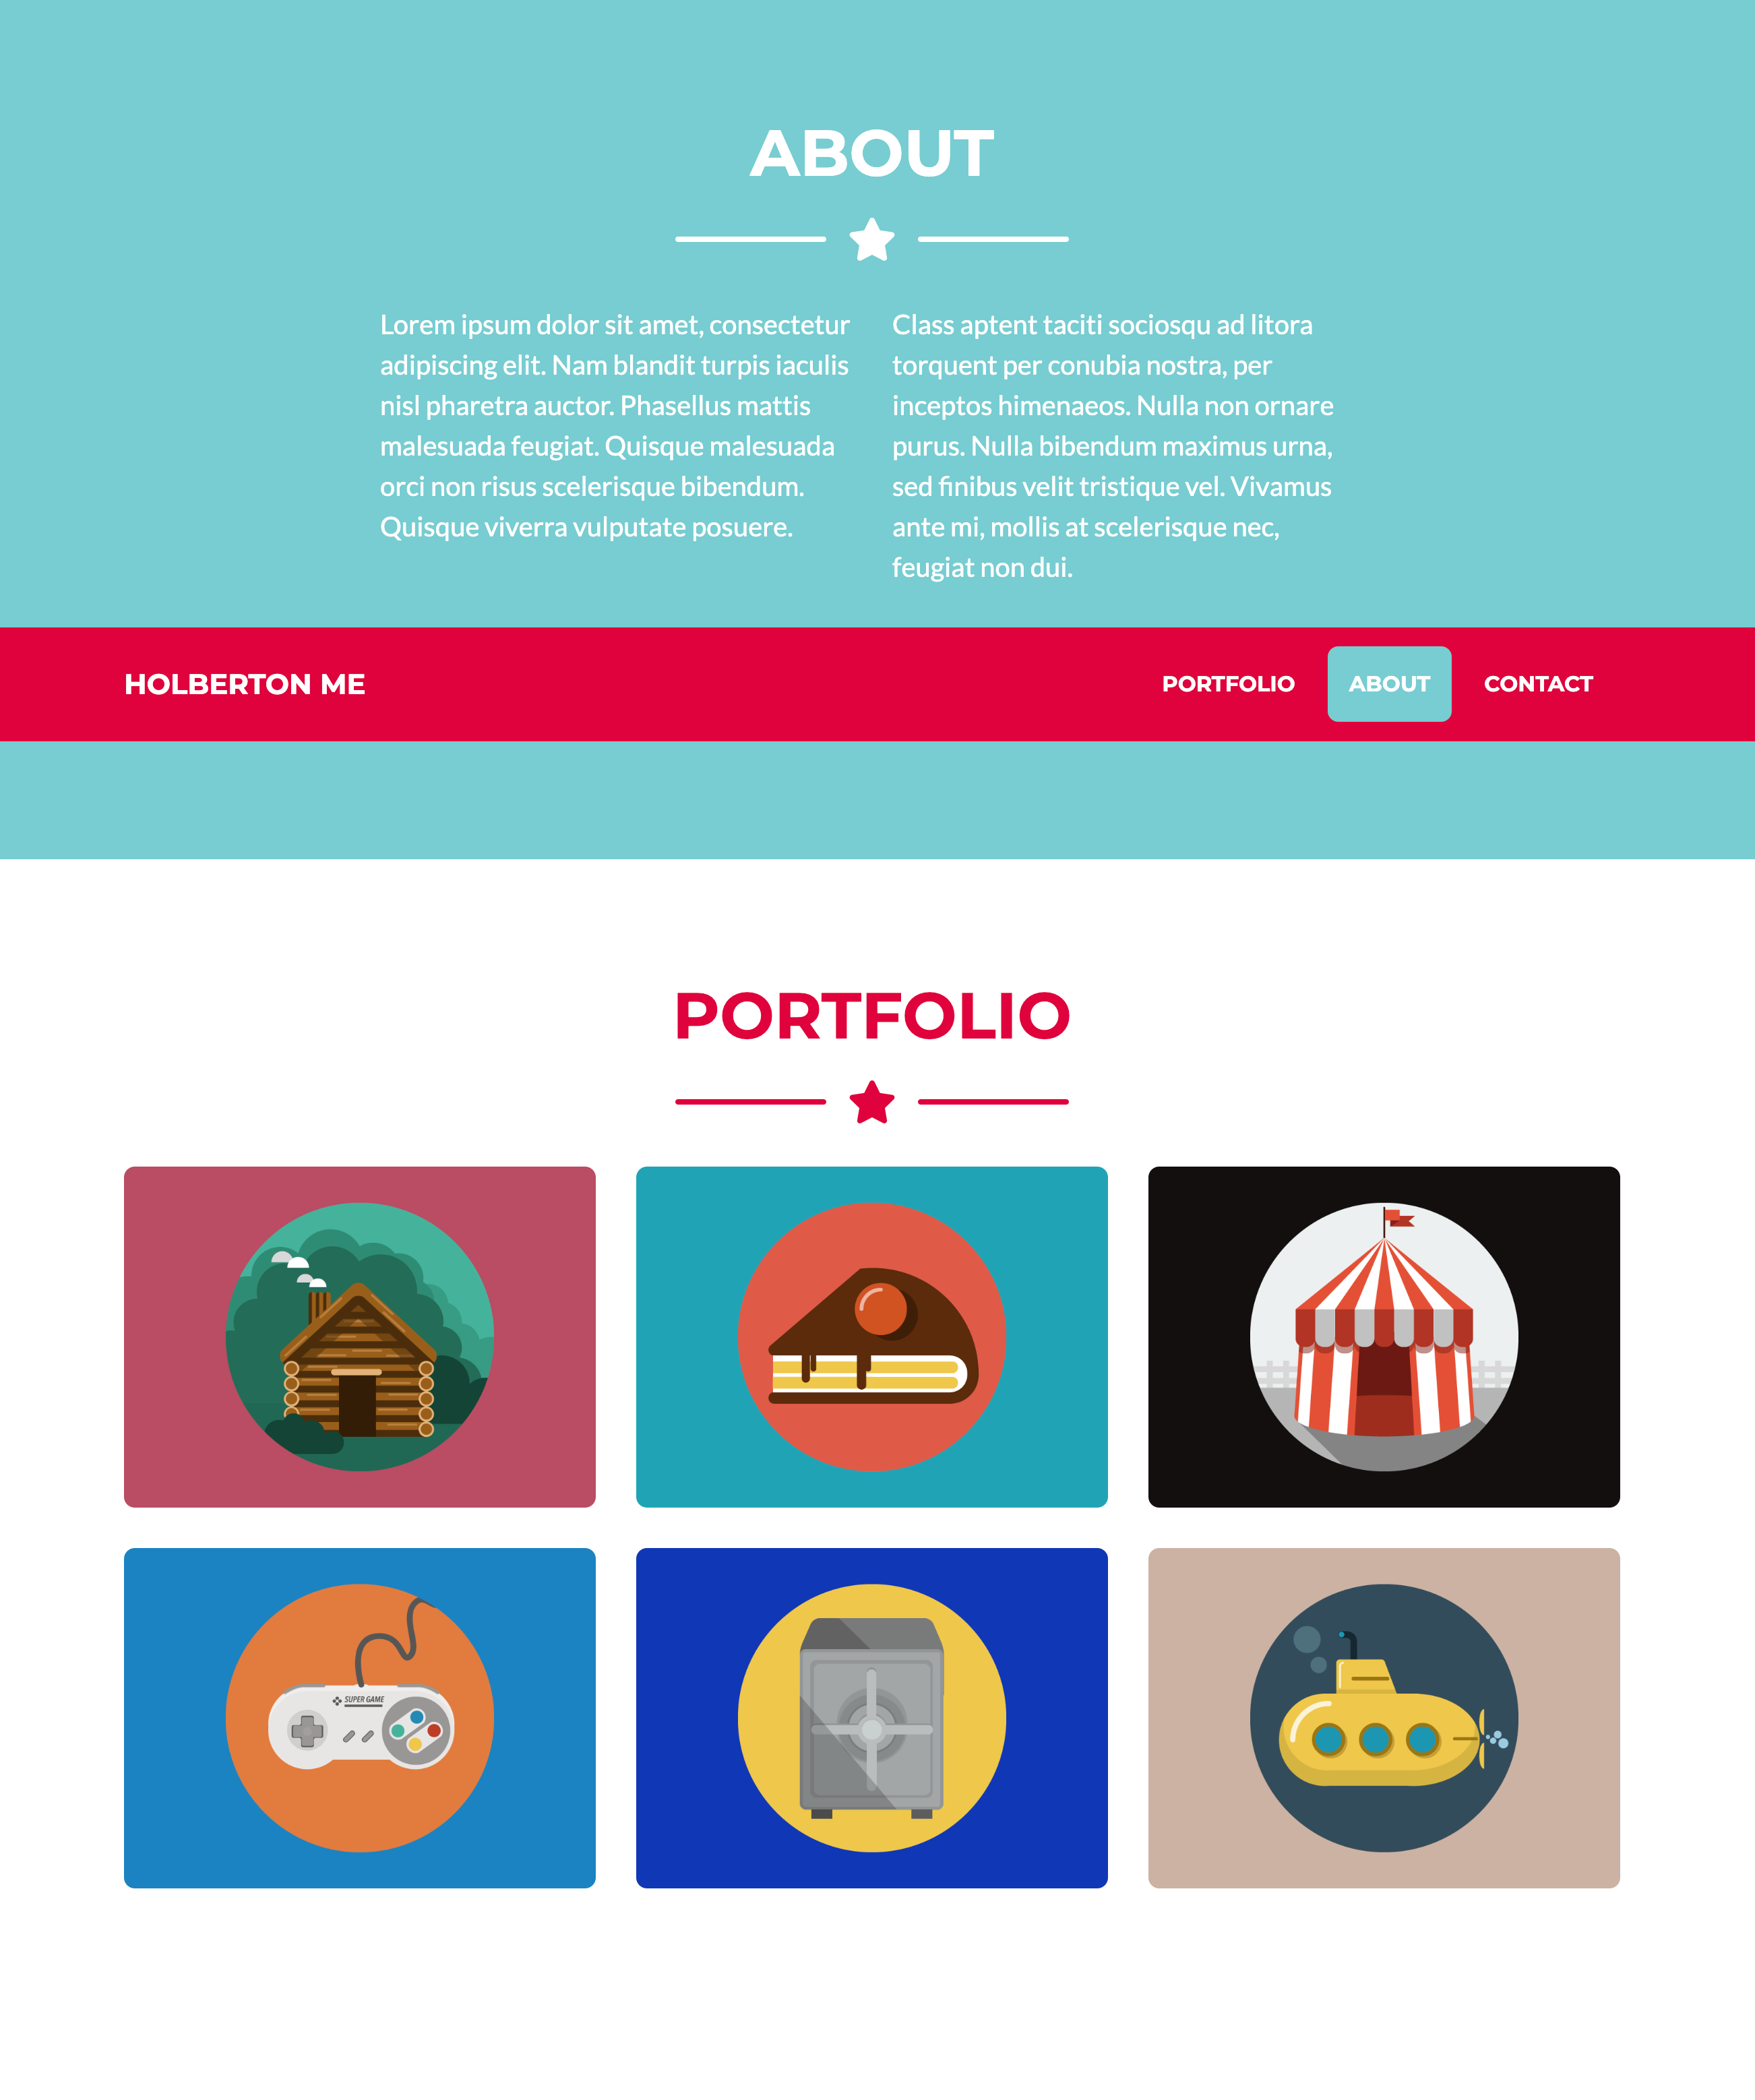 ABOUT
Lorem ipsum dolor sit amet, consectetur
adipiscing elit. Nam blandit turpis iaculis
nisl pharetra auctor. Phasellus mattis
malesuada feugiat. Quisque malesuada
orci non risus scelerisque bibendum.
Quisque viverra vulputate posuere.
Class aptent taciti sociosqu ad litora
torquent per conubia nostra, per
inceptos himenaeos. Nulla non ornare
purus. Nulla bibendum maximus urna,
sed finibus velit tristique vel. Vivamus
ante mi, mollis at scelerisque nec,
feugiat non dui.
HOLBERTON ME
PORTFOLIO
ABOUT
CONTACT
PORTFOLIO
SUPER GAME